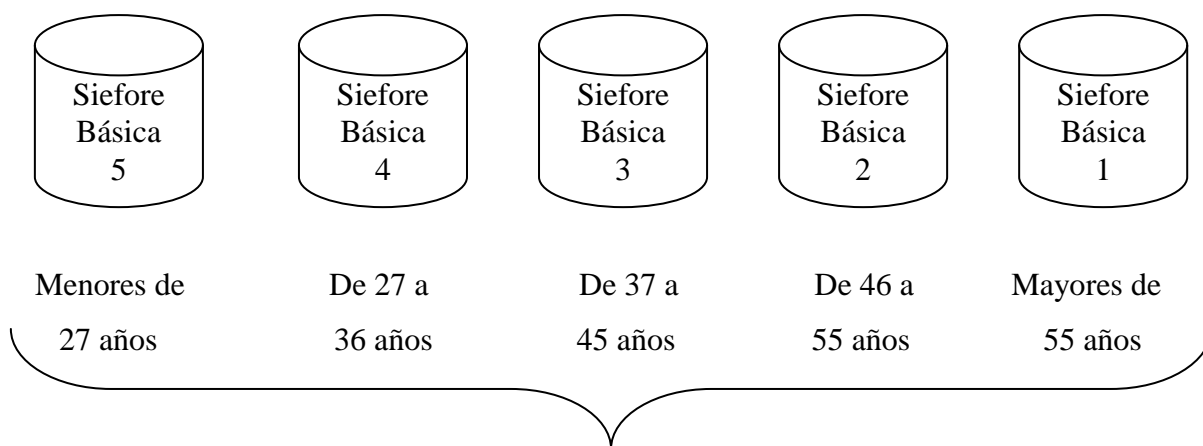 Siefore
Básica
5
Siefore
Básica
4
Siefore
Básica
3
Siefore
Básica
2
Siefore
Básica
1
Menores de
27 años
De 27 a
36 años
De 37 a
45 años
De 46 a
55 años
Mayores de
55 años